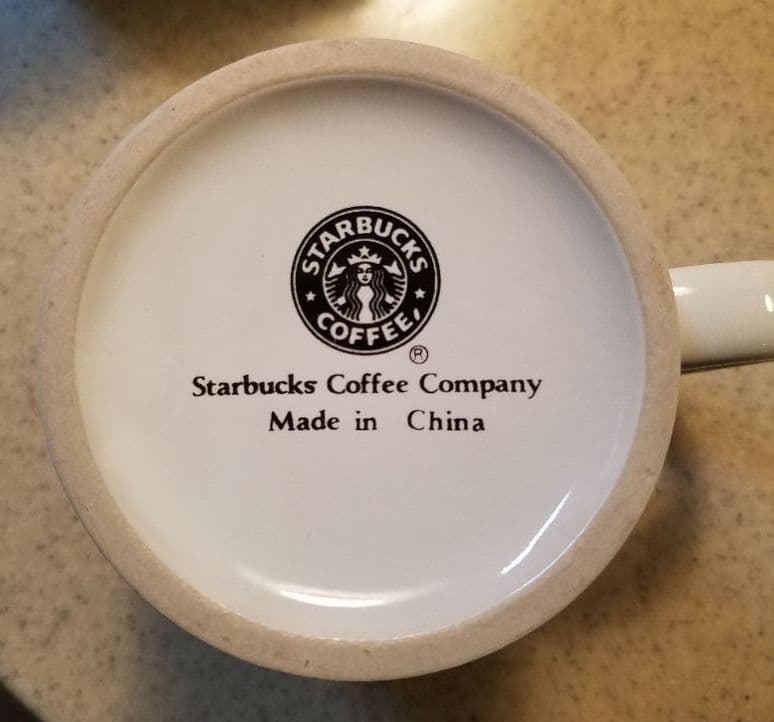 STARBUCKS
COFFEE
®
Starbucks Coffee Company
Made in China